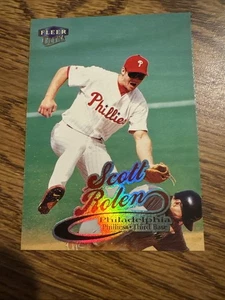 FLEER
ULTRA
Phillies
Scott
Rolen
Philadelphia
Phillies • Third Base